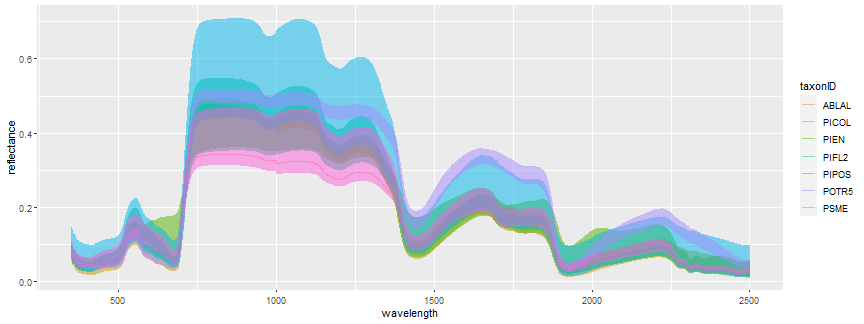 reflectance
0.6
0.4
0.2
0.0
500
1000
1500
2000
2500
wavelength
taxonID
ABLAL
PICOL
PIEN
PIFL2
PIPOS
POTR5
PSME